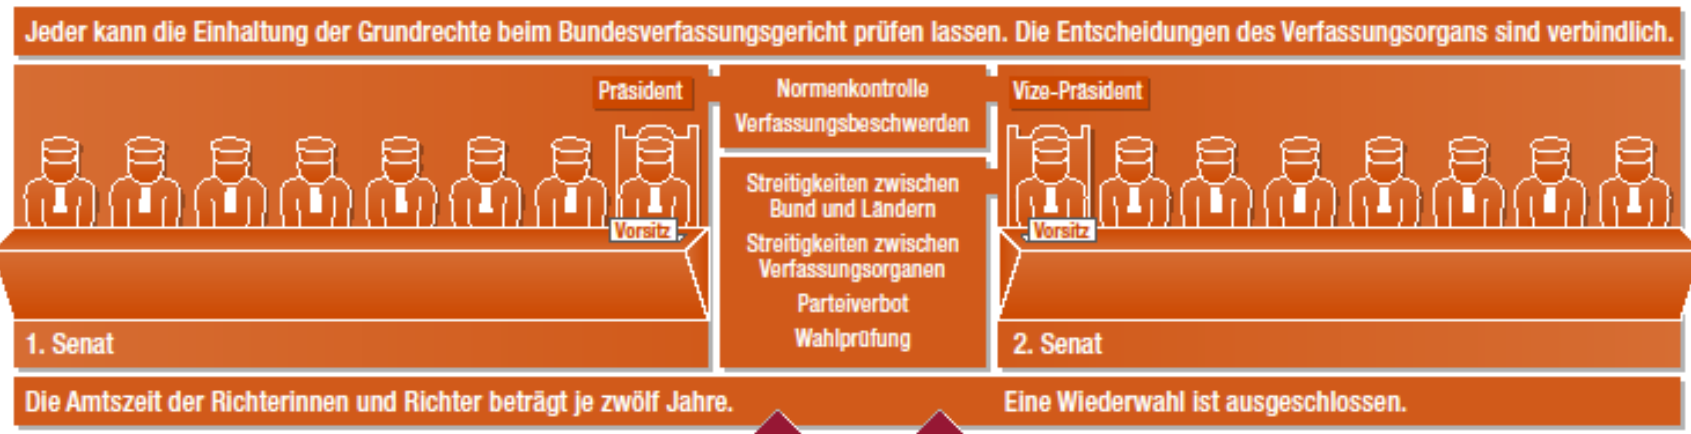 Jeder kann die Einhaltung der Grundrechte beim Bundesverfassungsgericht prüfen lassen. Die Entscheidungen des Verfassungsorgans sind verbindlich.
Präsident
Vorsitz
1. Senat
Normenkontrolle
Verfassungsbeschwerden
Streitigkeiten zwischen
Bund und Ländern
Streitigkeiten zwischen
Verfassungsorganen
Parteiverbot
Wahlprüfung
Vize-Präsident
Vorsitz
2. Senat
Die Amtszeit der Richterinnen und Richter beträgt je zwölf Jahre.
Eine Wiederwahl ist ausgeschlossen.